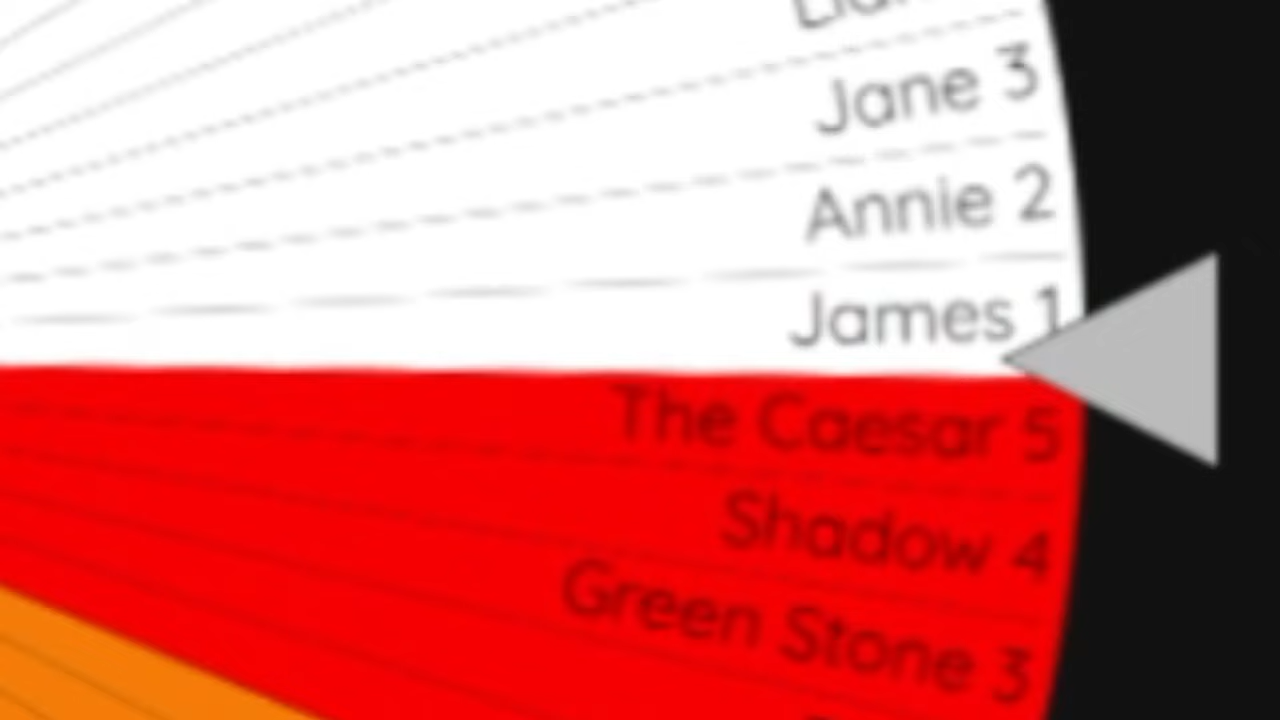 Jane 3
Annie 2
James 1
The Caesar 5
Shadow 4
Green Stone 3